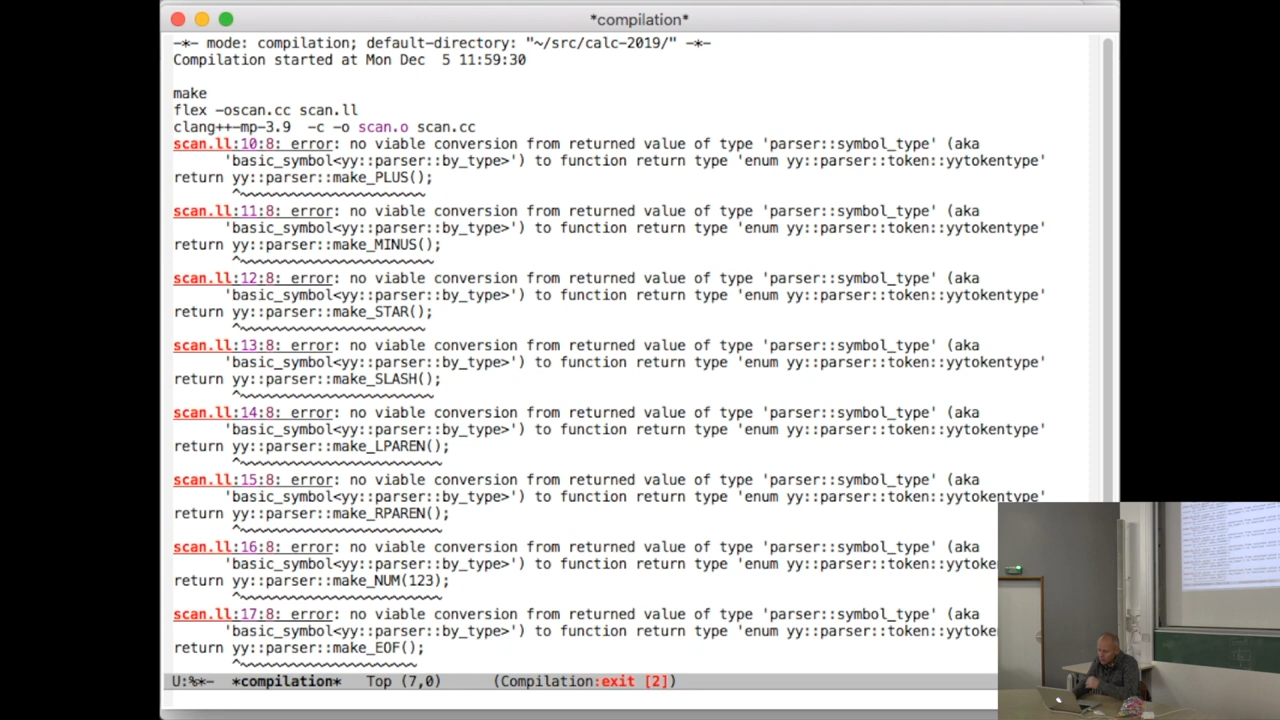 *compilation*
-*- mode: compilation; default-directory: "~/src/calc-2019/" -*-
Compilation started at Mon Dec  5 11:59:30
make
flex -oscan.cc scan.ll
clang++-mp-3.9  -c -o scan.o scan.cc
scan.ll:10:8: error: no viable conversion from returned value of type 'parser::symbol_type' (aka
'basic_symbol<yy::parser::by_type>') to function return type 'enum yy::parser::token::yytokentype'
return yy::parser::make_PLUS();
^~~~~~~~~~~~~~~~~~~~~~~
scan.ll:11:8: error: no viable conversion from returned value of type 'parser::symbol_type' (aka
'basic_symbol<yy::parser::by_type>') to function return type 'enum yy::parser::token::yytokentype'
return yy::parser::make_MINUS();
^~~~~~~~~~~~~~~~~~~~~~~~
scan.ll:12:8: error: no viable conversion from returned value of type 'parser::symbol_type' (aka
'basic_symbol<yy::parser::by_type>') to function return type 'enum yy::parser::token::yytokentype'
return yy::parser::make_STAR();
^~~~~~~~~~~~~~~~~~~~~~~
scan.ll:13:8: error: no viable conversion from returned value of type 'parser::symbol_type' (aka
'basic_symbol<yy::parser::by_type>') to function return type 'enum yy::parser::token::yytokentype'
return yy::parser::make_SLASH();
^~~~~~~~~~~~~~~~~~~~~~~~
scan.ll:14:8: error: no viable conversion from returned value of type 'parser::symbol_type' (aka
'basic_symbol<yy::parser::by_type>') to function return type 'enum yy::parser::token::yytokentype'
return yy::parser::make_LPAREN();
^~~~~~~~~~~~~~~~~~~~~~~~~
scan.ll:15:8: error: no viable conversion from returned value of type 'parser::symbol_type' (aka
'basic_symbol<yy::parser::by_type>') to function return type 'enum yy::parser::token::yytokentype'
return yy::parser::make_RPAREN();
^~~~~~~~~~~~~~~~~~~~~~~~~
scan.ll:16:8: error: no viable conversion from returned value of type 'parser::symbol_type' (aka
'basic_symbol<yy::parser::by_type>') to function return type 'enum yy::parser::token::yytoke
return yy::parser::make_NUM(123);
^~~~~~~~~~~~~~~~~~~~~~~~~
scan.ll:17:8: error: no viable conversion from returned value of type 'parser::symbol_type' (aka
'basic_symbol<yy::parser::by_type>') to function return type 'enum yy::parser::token::yytoke
return yy::parser::make_EOF();
^~~~~~~~~~~~~~~~~~~~~~
U:%*-  *compilation*   Top (7,0)      (Compilation:exit [2])